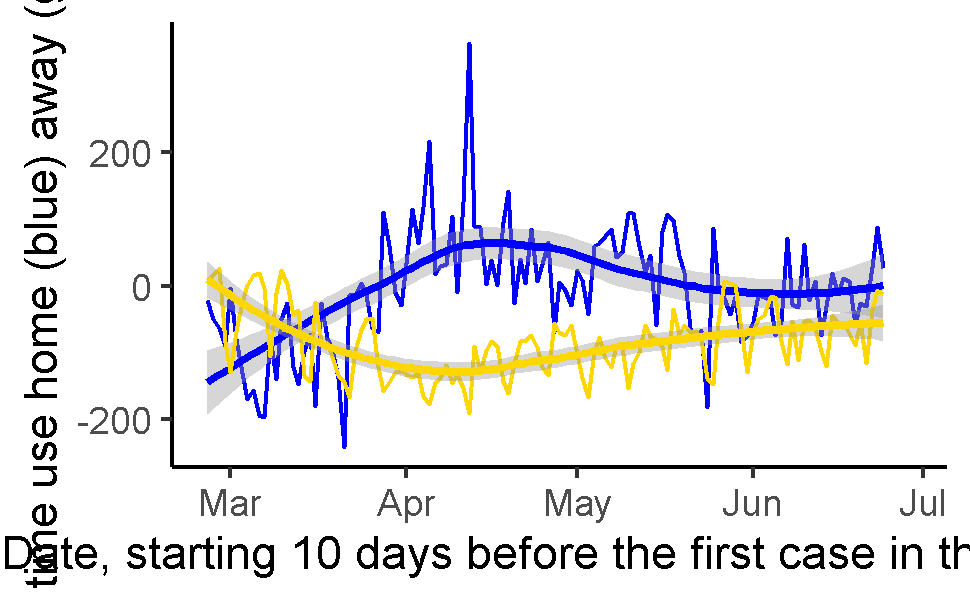 time use home (blue) away (
200
0
-200
Mar Apr May Jun Jul
Date, starting 10 days before the first case in th